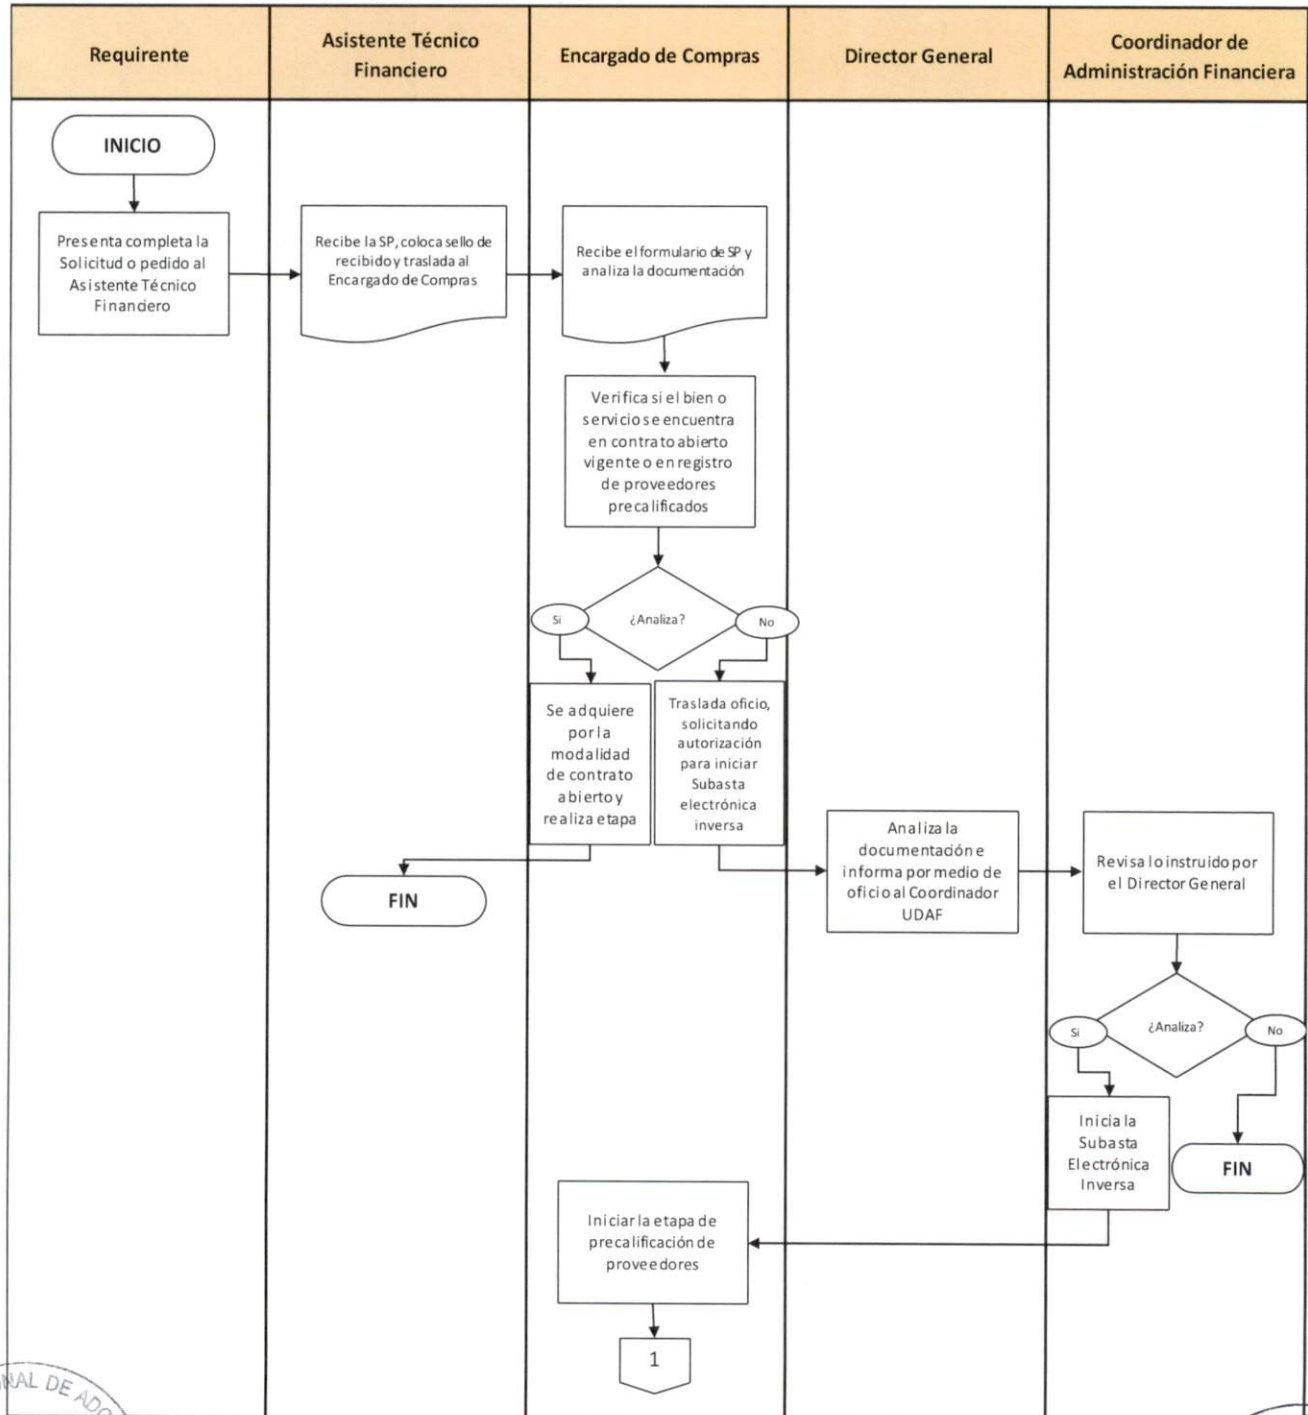 Requirente
Asistente Técnico
Financiero
Encargado de Compras
Director General
Coordinador de
Administración Financiera
INICIO
Presenta completa la
Solicitud o pedido al
Asistente Técnico
Financiero
Recibe la SP, coloca sello de
recibido y traslada al
Encargado de Compras
Recibe el formulario de SP y
analiza la documentación
Verifica si el bien o
servicio se encuentra
en contrato abierto
vigente o en registro
de proveedores
precalificados
¿Analiza?
Si
No
Se adquiere
por la
modalidad
de contrato
abierto y
realiza etapa
Traslada oficio,
solicitando
autorización
para iniciar
Subasta
electrónica
inversa
FIN
Analiza la
documentación e
informa por medio de
oficio al Coordinador
UDAF
Revisa lo instruido por
el Director General
¿Analiza?
Si
No
Inicia la
Subasta
Electrónica
Inversa
FIN
Iniciar la etapa de
precalificación de
proveedores
1